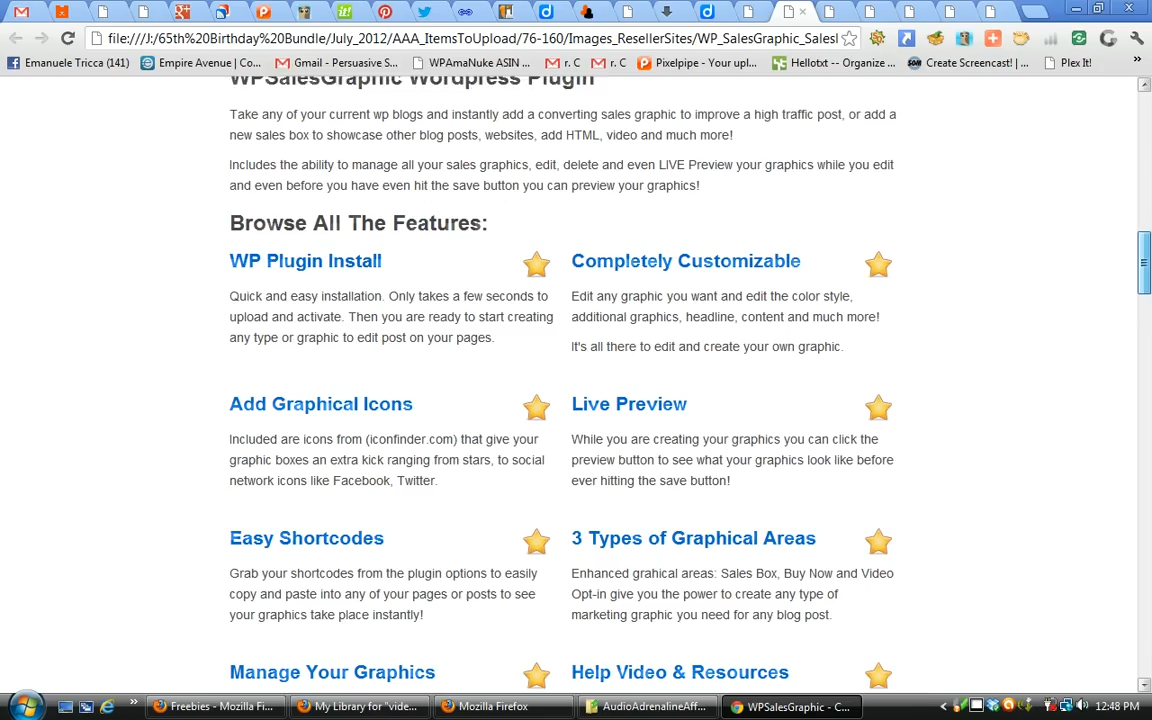 file:///J:/65th%20Birthday%20Bundle/July_2012/AAA_ItemsToUpload/76-160/Images_ResellerSites/WP_SalesGraphic_Salesl
Emanuele Tricca (141)
Empire Avenue | Co...
Gmail - Persuasive S...
WPAmaNuke ASIN ...
r. C
r. C
Pixelpipe - Your upl...
Hellotxt -- Organize ...
Create Screencast! | ...
Plex It!
WPSalesGraphic Wordpress Plugin
Take any of your current wp blogs and instantly add a converting sales graphic to improve a high traffic post, or add a
new sales box to showcase other blog posts, websites, add HTML, video and much more!
Includes the ability to manage all your sales graphics, edit, delete and even LIVE Preview your graphics while you edit
and even before you have even hit the save button you can preview your graphics!
Browse All The Features:
WP Plugin Install
Quick and easy installation. Only takes a few seconds to
upload and activate. Then you are ready to start creating
any type or graphic to edit post on your pages.
Completely Customizable
Edit any graphic you want and edit the color style,
additional graphics, headline, content and much more!
It's all there to edit and create your own graphic.
Add Graphical Icons
Included are icons from (iconfinder.com) that give your
graphic boxes an extra kick ranging from stars, to social
network icons like Facebook, Twitter.
Live Preview
While you are creating your graphics you can click the
preview button to see what your graphics look like before
ever hitting the save button!
Easy Shortcodes
Grab your shortcodes from the plugin options to easily
copy and paste into any of your pages or posts to see
your graphics take place instantly!
3 Types of Graphical Areas
Enhanced grahical areas: Sales Box, Buy Now and Video
Opt-in give you the power to create any type of
marketing graphic you need for any blog post.
Manage Your Graphics
Help Video & Resources
Freebies - Mozilla Fi...
My Library for "vide...
Mozilla Firefox
AudioAdrenalineAff...
WPSalesGraphic - C...
12:48 PM